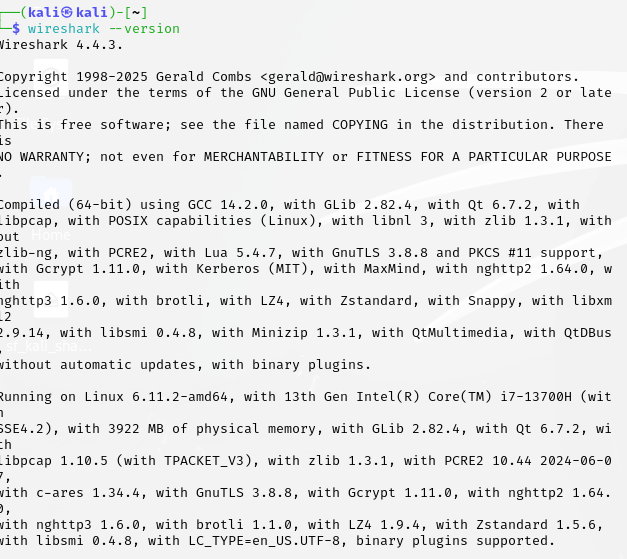 ──(kali㉿kali)-[~]
─$ wireshark --version
Wireshark 4.4.3.
Copyright 1998-2025 Gerald Combs <gerald@wireshark.org> and contributors.
Licensed under the terms of the GNU General Public License (version 2 or late
r).
This is free software; see the file named COPYING in the distribution. There
is
NO WARRANTY; not even for MERCHANTABILITY or FITNESS FOR A PARTICULAR PURPOSE
.
Compiled (64-bit) using GCC 14.2.0, with GLib 2.82.4, with Qt 6.7.2, with
libpcap, with POSIX capabilities (Linux), with libnl 3, with zlib 1.3.1, with
out
zlib-ng, with PCRE2, with Lua 5.4.7, with GnuTLS 3.8.8 and PKCS #11 support,
with Gcrypt 1.11.0, with Kerberos (MIT), with MaxMind, with nghttp2 1.64.0, w
ith
nghttp3 1.6.0, with brotli, with LZ4, with Zstandard, with Snappy, with libxm
l2
2.9.14, with libsmi 0.4.8, with Minizip 1.3.1, with QtMultimedia, with QtDBus
,
without automatic updates, with binary plugins.
Running on Linux 6.11.2-amd64, with 13th Gen Intel(R) Core(TM) i7-13700H (wit
h
SSE4.2), with 3922 MB of physical memory, with GLib 2.82.4, with Qt 6.7.2, wi
th
libpcap 1.10.5 (with TPACKET_V3), with zlib 1.3.1, with PCRE2 10.44 2024-06-0
7,
with c-ares 1.34.4, with GnuTLS 3.8.8, with Gcrypt 1.11.0, with nghttp2 1.64.
0,
with nghttp3 1.6.0, with brotli 1.1.0, with LZ4 1.9.4, with Zstandard 1.5.6,
with libsmi 0.4.8, with LC_TYPE=en_US.UTF-8, binary plugins supported.
Home